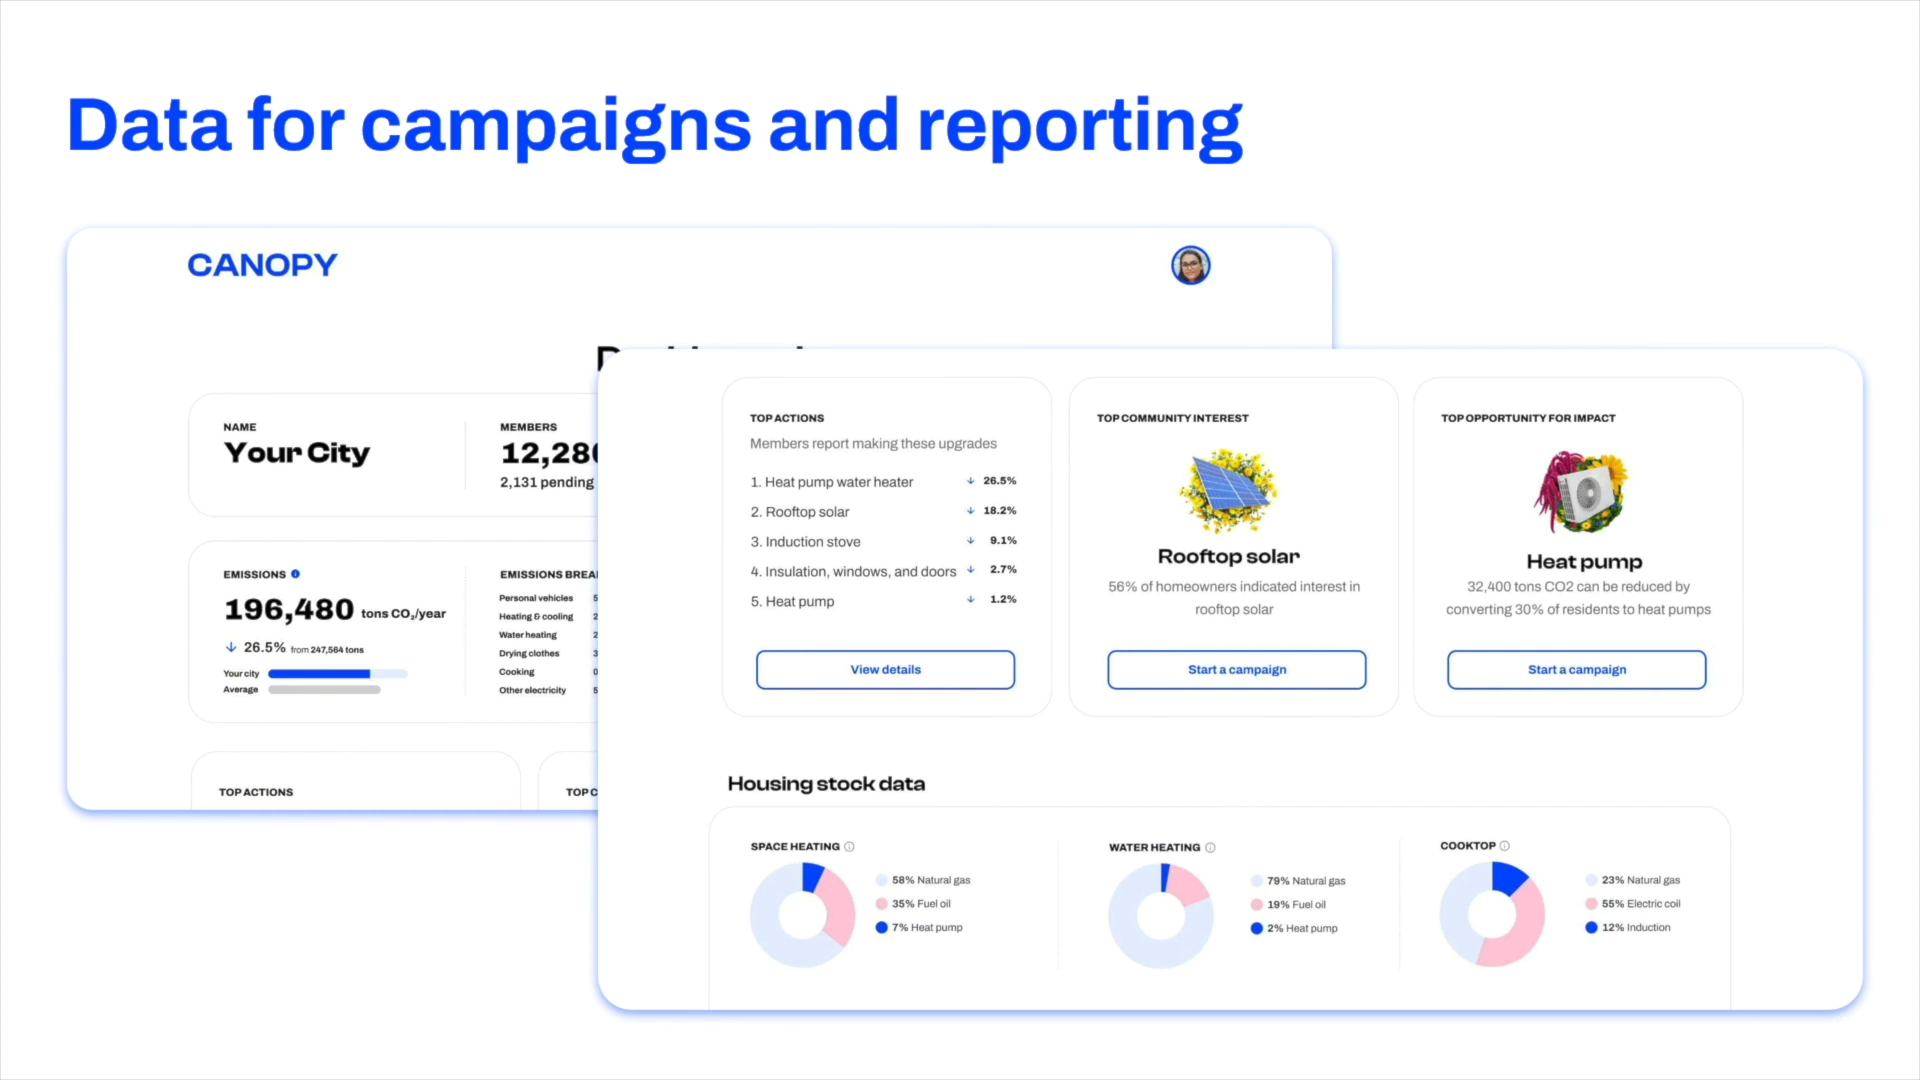 Data for campaigns and reporting
CANOPY
NAME
Your City
MEMBERS
2,131 pending
EMISSIONS
196,480 tons CO₂/year
26.5% from 247,564 tons
Your city
Average
EMISSIONS
Personal vehicles
Heating & cooling
Water heating
Drying clothes
Cooking
Other electricity
TOP ACTIONS
TOP
TOP ACTIONS
Members report making these upgrades
1. Heat pump water heater 26.5%
2. Rooftop solar 18.2%
3. Induction stove 9.1%
4. Insulation, windows, and doors 2.7%
5. Heat pump 1.2%
View details
TOP COMMUNITY INTEREST
Rooftop solar
56% of homeowners indicated interest in
rooftop solar
Start a campaign
TOP OPPORTUNITY FOR IMPACT
Heat pump
32,400 tons CO2 can be reduced by
converting 30% of residents to heat pumps
Start a campaign
Housing stock data
SPACE HEATING
58% Natural gas
35% Fuel oil
7% Heat pump
WATER HEATING
79% Natural gas
19% Fuel oil
2% Heat pump
COOKTOP
23% Natural gas
55% Electric coil
12% Induction